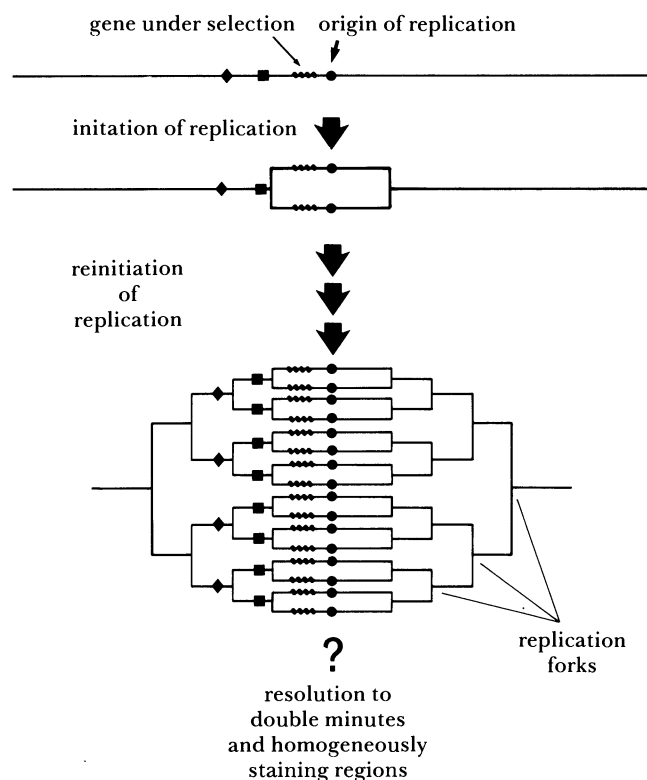 gene under selection
origin of replication
initation of replication
reinitiation
of
replication
replication
forks
?
resolution to
double minutes
and homogeneously
staining regions